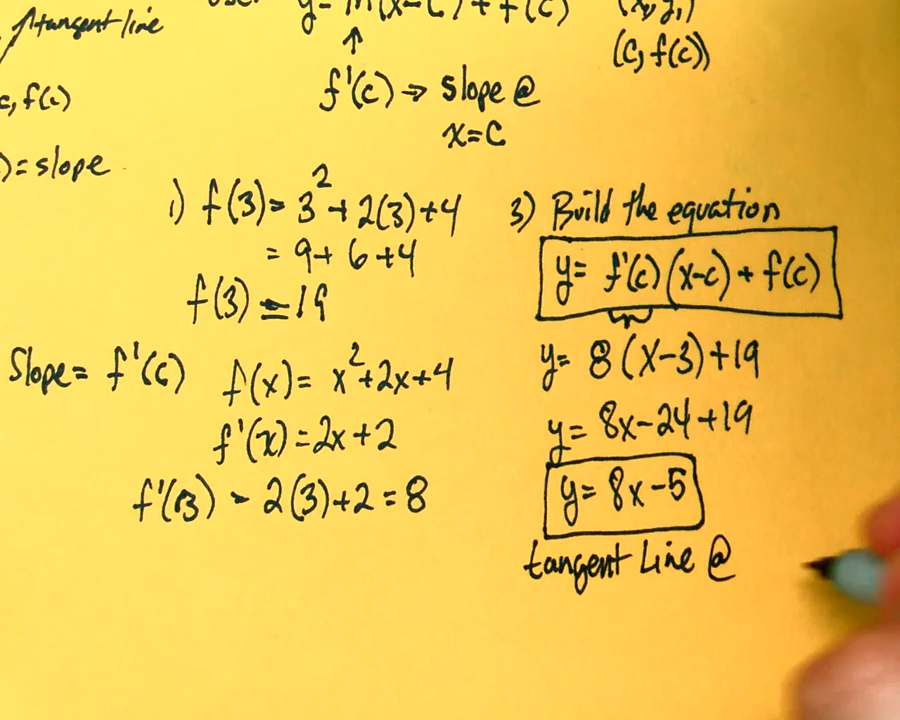 tangent line
y= m(x-c) + f(c)
(x, y₁)
(c, f(c))
f'(c) ⇒ slope @
x=c
c, f(c)
)= slope
1) f(3)= 3² + 2(3)+4
= 9+ 6+4
f(3) = 19
Slope= f'(c)
f(x)= x²+2x+4
f'(x)=2x+2
f'(3) = 2(3)+2=8
3) Build the equation
y= f'(c) (x-c) + f(c)
y= 8(x-3)+19
y= 8x-24+19
y= 8x-5
tangent Line @